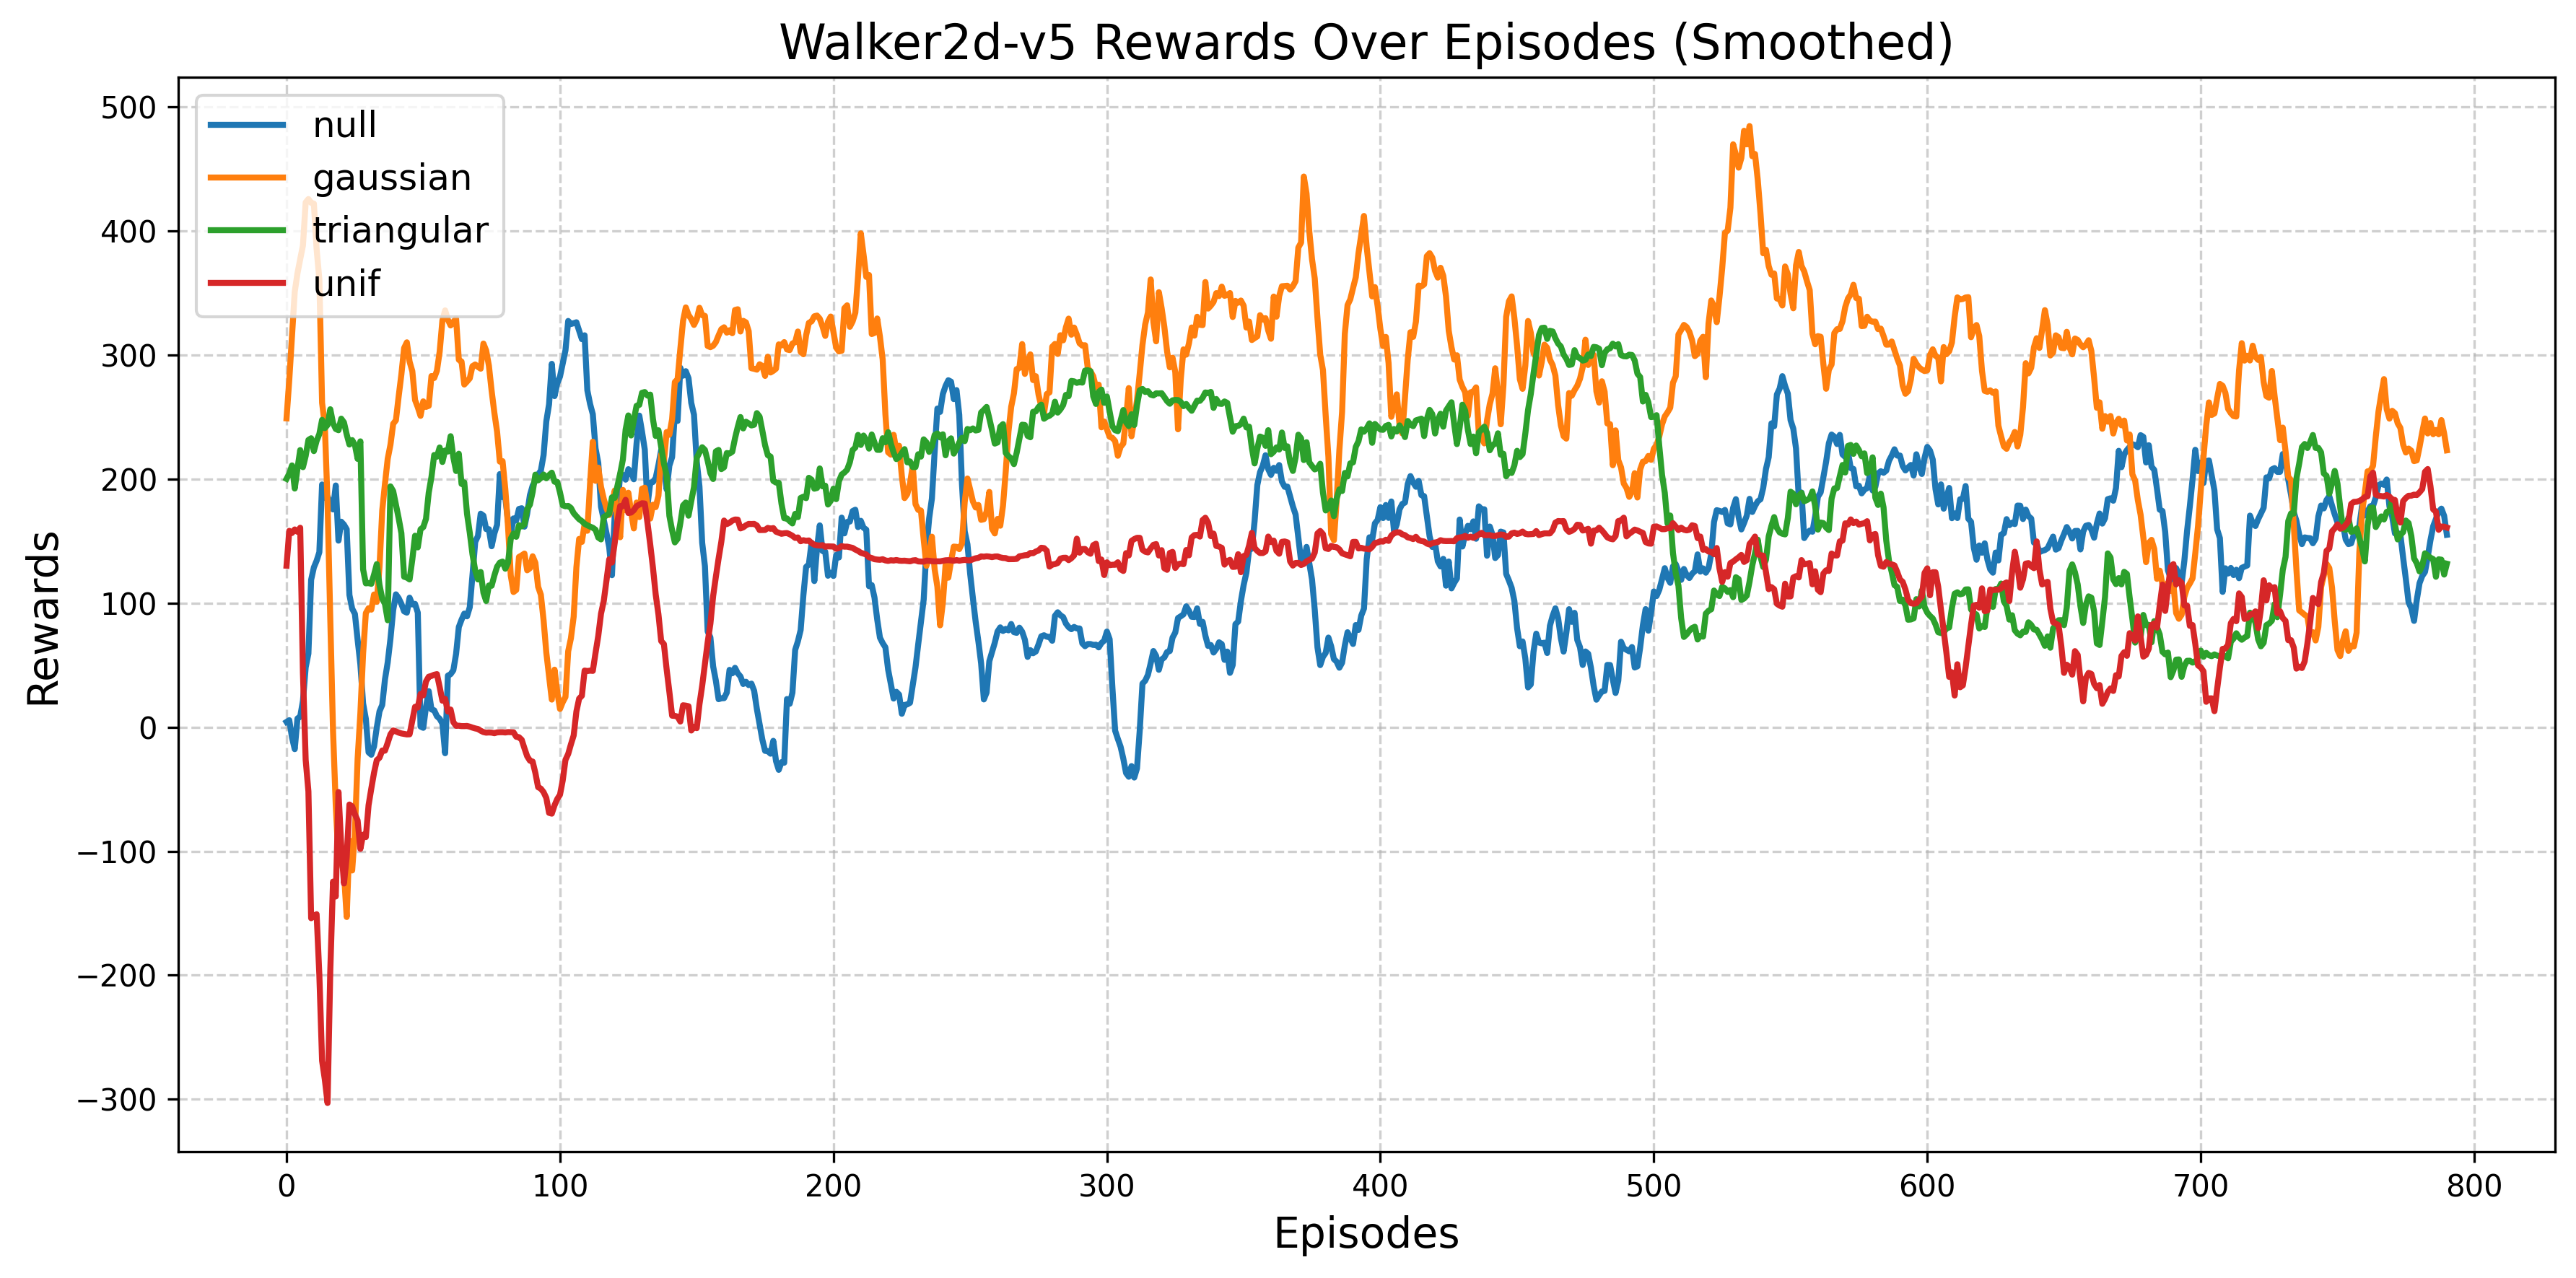 Walker2d-v5 Rewards Over Episodes (Smoothed)
500
400
300
200
100
0
−100
−200
−300
Rewards
null
gaussian
triangular
unif
0 100 200 300 400 500 600 700 800
Episodes